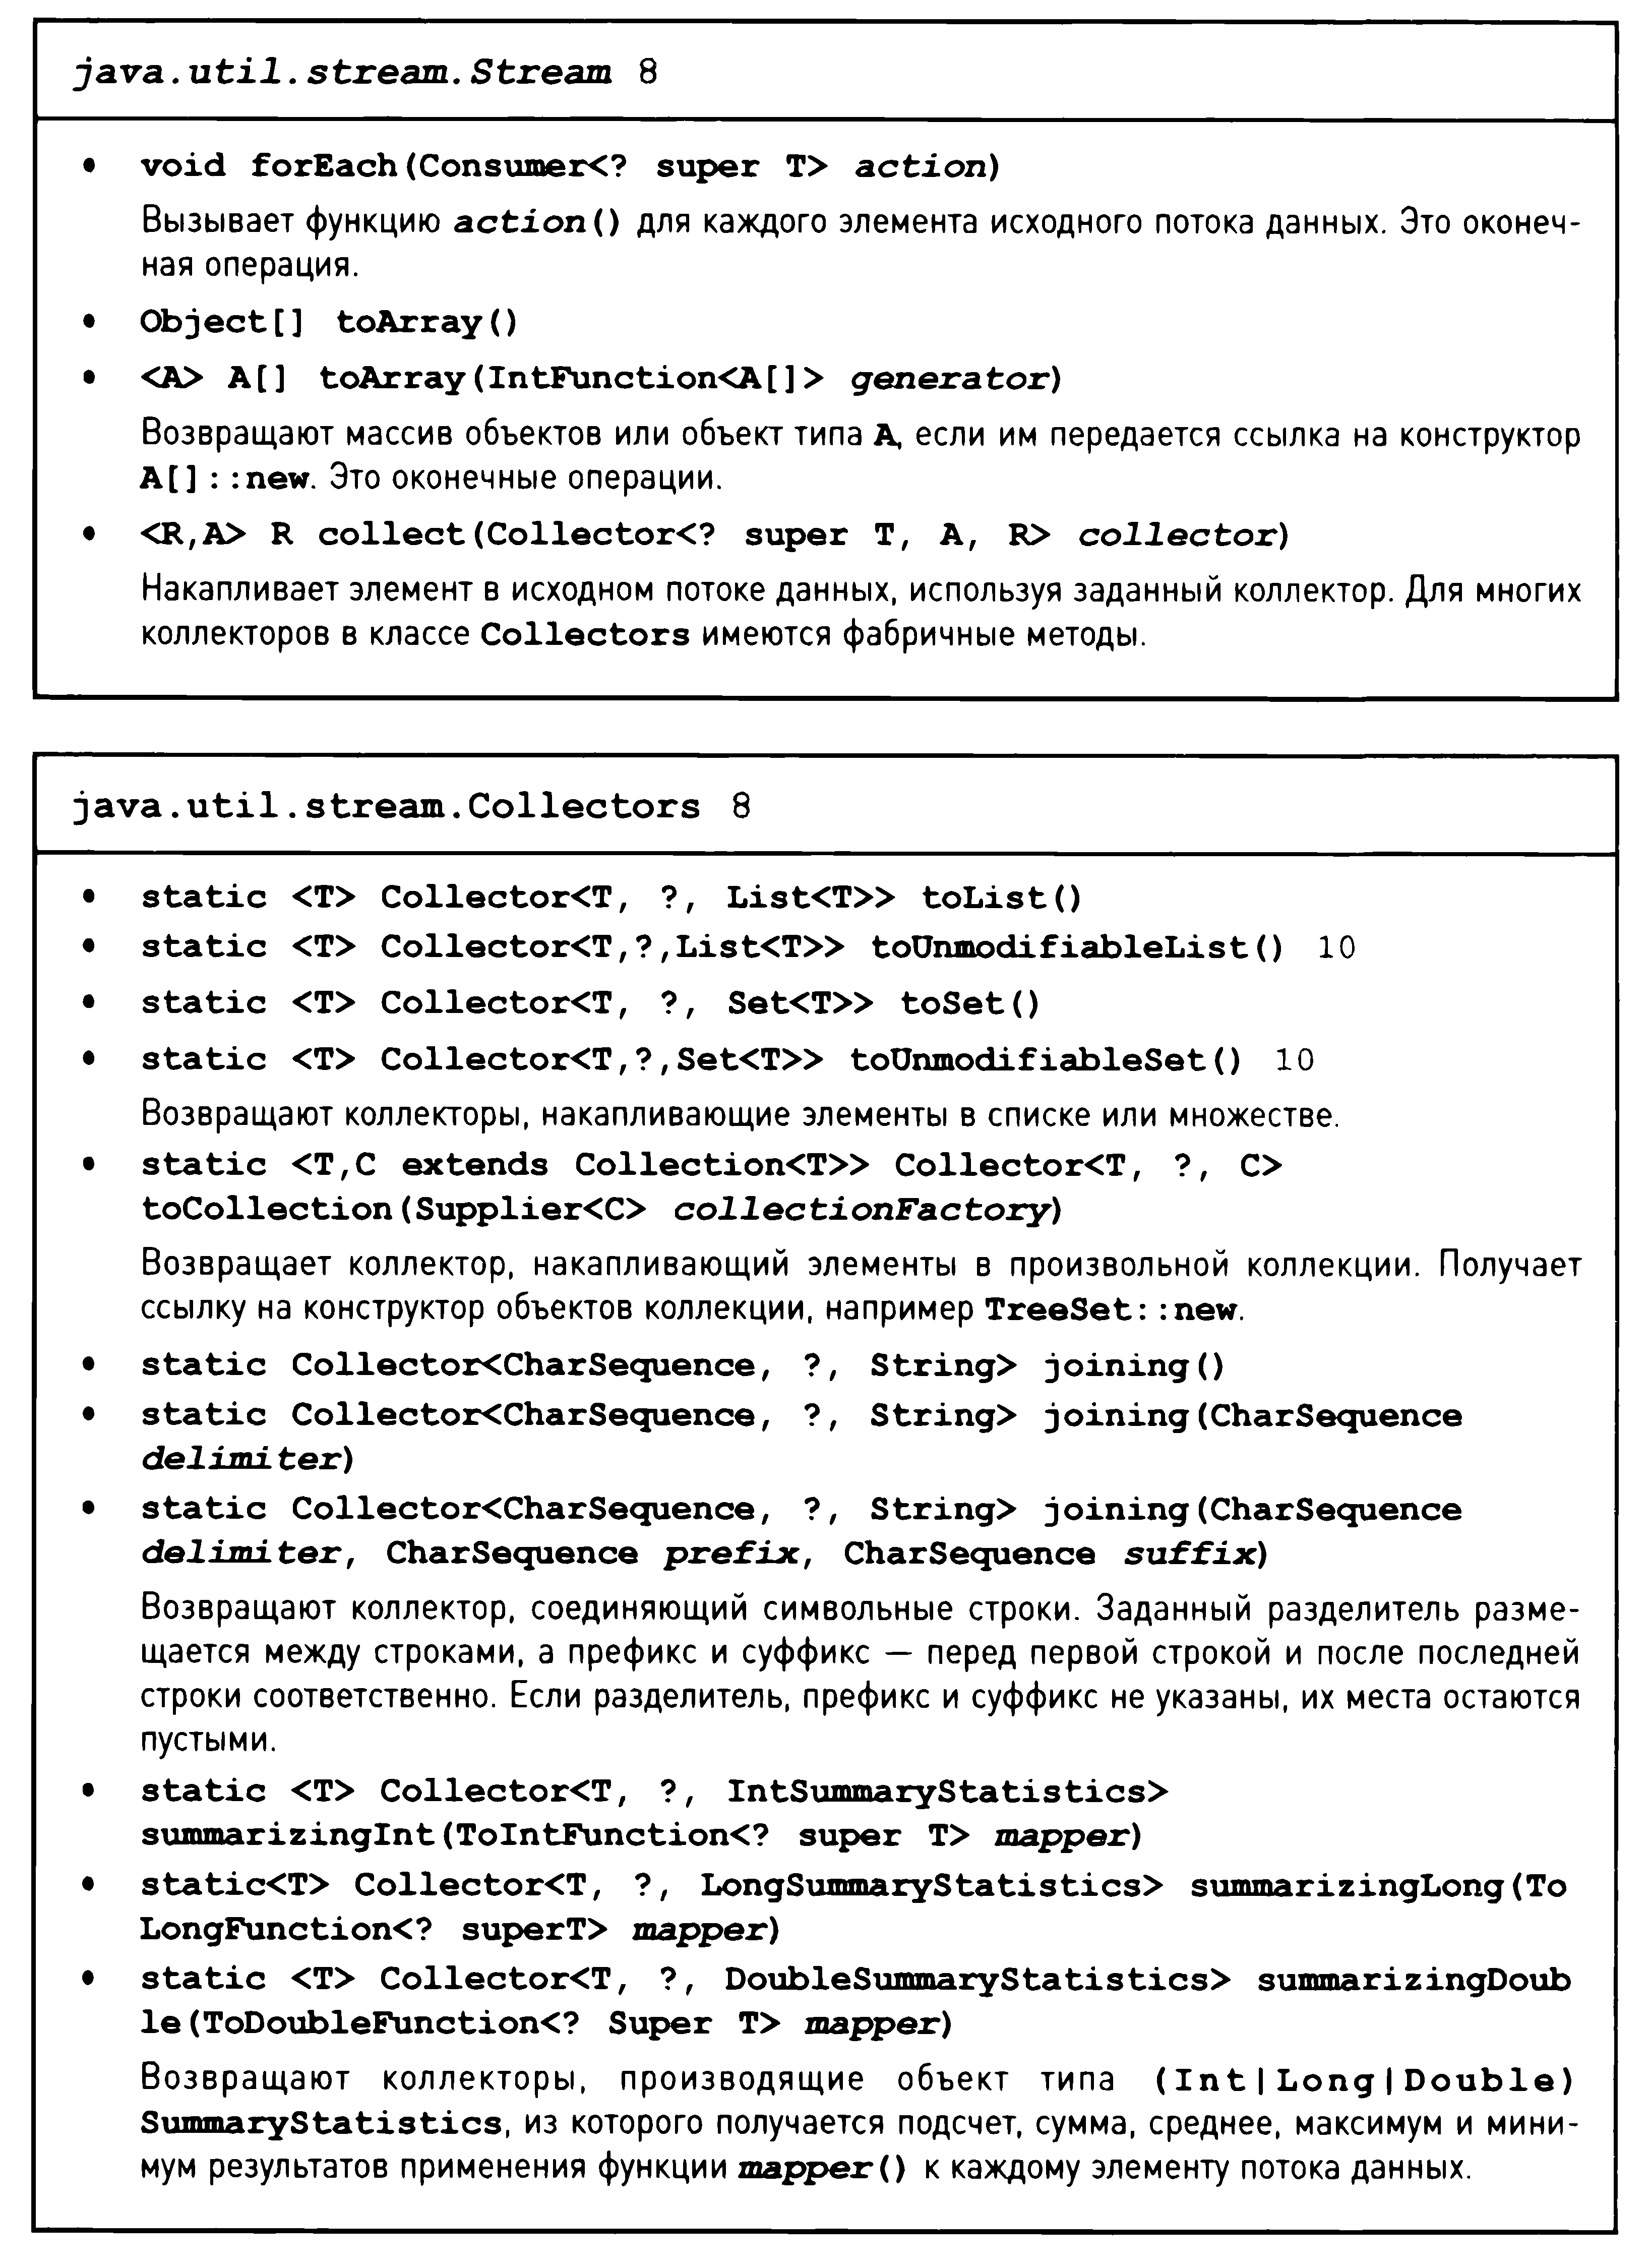 java.util.stream.Stream 8
• void forEach(Consumer<? super T> action)
Вызывает функцию action() для каждого элемента исходного потока данных. Это оконеч-
ная операция.
• Object[] toArray()
• <A> A[] toArray(IntFunction<A[]> generator)
Возвращают массив объектов или объект типа A, если им передается ссылка на конструктор
A[]::new. Это оконечные операции.
• <R,A> R collect(Collector<? super T, A, R> collector)
Накапливает элемент в исходном потоке данных, используя заданный коллектор. Для многих
коллекторов в классе Collectors имеются фабричные методы.
java.util.stream.Collectors 8
• static <T> Collector<T, ?, List<T>> toList()
• static <T> Collector<T,?,List<T>> toUnmodifiableList() 10
• static <T> Collector<T, ?, Set<T>> toSet()
• static <T> Collector<T,?,Set<T>> toUnmodifiableSet() 10
Возвращают коллекторы, накапливающие элементы в списке или множестве.
• static <T,C extends Collection<T>> Collector<T, ?, C>
toCollection(Supplier<C> collectionFactory)
Возвращает коллектор, накапливающий элементы в произвольной коллекции. Получает
ссылку на конструктор объектов коллекции, например TreeSet::new.
• static Collector<CharSequence, ?, String> joining()
• static Collector<CharSequence, ?, String> joining(CharSequence
delimiter)
• static Collector<CharSequence, ?, String> joining(CharSequence
delimiter, CharSequence prefix, CharSequence suffix)
Возвращают коллектор, соединяющий символьные строки. Заданный разделитель разме-
щается между строками, а префикс и суффикс — перед первой строкой и после последней
строки соответственно. Если разделитель, префикс и суффикс не указаны, их места остаются
пустыми.
• static <T> Collector<T, ?, IntSummaryStatistics>
summarizingInt(ToIntFunction<? super T> mapper)
• static<T> Collector<T, ?, LongSummaryStatistics> summarizingLong(To
LongFunction<? superT> mapper)
• static <T> Collector<T, ?, DoubleSummaryStatistics> summarizingDoub
le(ToDoubleFunction<? Super T> mapper)
Возвращают коллекторы, производящие объект типа (Int|Long|Double)
SummaryStatistics, из которого получается подсчет, сумма, среднее, максимум и мини-
мум результатов применения функции mapper() к каждому элементу потока данных.